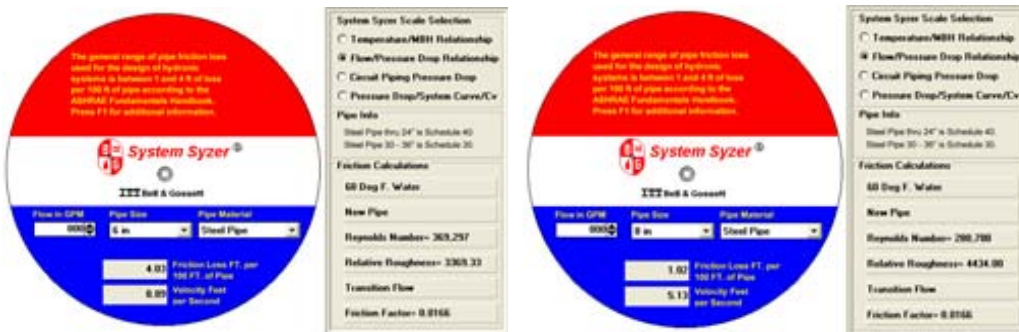 The general range of pipe friction loss
used for the design of hydronic
systems is between 1 and 4 ft of loss
per 100 ft of pipe according to the
ASHRAE Fundamentals Handbook.
Press F1 for additional information.
System Syzer ®
ITT Bell & Gossett
Flow in GPM Pipe Size Pipe Material
800 6 in Steel Pipe
4.03 Friction Loss FT. per
100 FT. of Pipe
Velocity Feet
per Second
System Syzer Scale Selection
Temperature/MBH Relationship
Flow/Pressure Drop Relationship
Circuit Piping Pressure Drop
Pressure Drop/System Curve/Cv
Pipe Info
Steel Pipe thru 24" is Schedule 40.
Steel Pipe 30 - 36" is Schedule 30.
Friction Calculations
60 Deg F. Water
New Pipe
Reynolds Number= 369,297
Relative Roughness= 3369.33
Transition Flow
Friction Factor= 0.0166
The general range of pipe friction loss
used for the design of hydronic
systems is between 1 and 4 ft of loss
per 100 ft of pipe according to the
ASHRAE Fundamentals Handbook.
Press F1 for additional information.
System Syzer ®
ITT Bell & Gossett
Flow in GPM Pipe Size Pipe Material
800 8 in Steel Pipe
1.02 Friction Loss FT. per
100 FT. of Pipe
5.13 Velocity Feet
per Second
System Syzer Scale Selection
Temperature/MBH Relationship
Flow/Pressure Drop Relationship
Circuit Piping Pressure Drop
Pressure Drop/System Curve/Cv
Pipe Info
Steel Pipe thru 24" is Schedule 40.
Steel Pipe 30 - 36" is Schedule 30.
Friction Calculations
60 Deg F. Water
New Pipe
Reynolds Number=
Relative Roughness= 4434.00
Transition Flow
Friction Factor= 0.0166